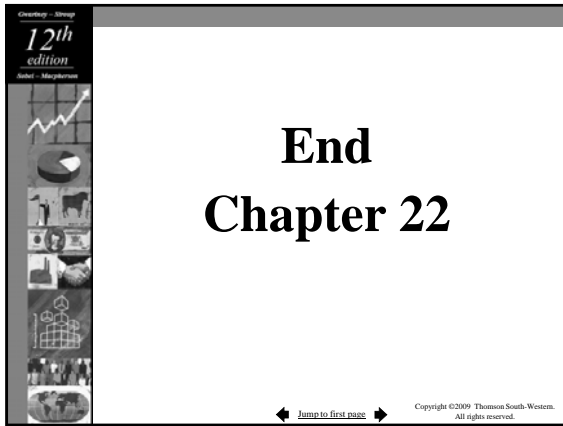 Gwartney – Stroup
12th
edition
Sobel – Macpherson
End
Chapter 22
Jump to first page
Copyright ©2009 Thomson South-Western.
All rights reserved.